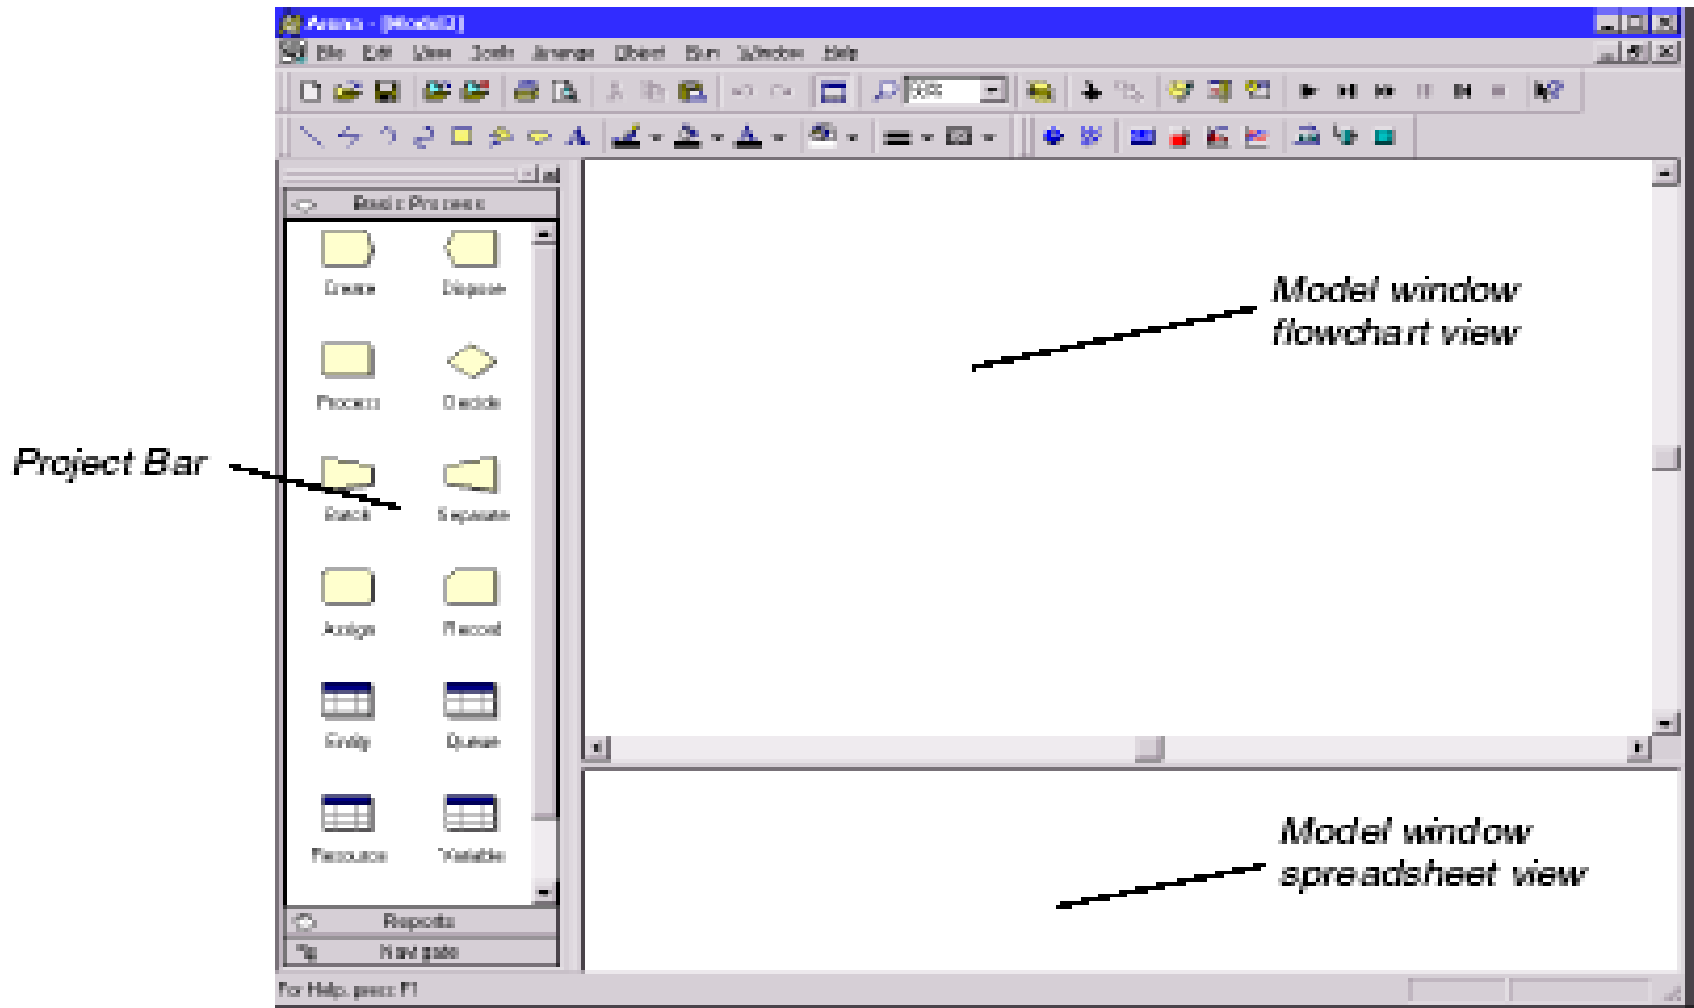 Arena - [Model2]
File Edit View Tools Arrange Object Run Window Help
Basic Process
Create Dispose
Process Decide
Batch Separate
Assign Record
Entity Queue
Resource Variable
Reports
Navigate
For Help, press F1
Project Bar
Model window
flowchart view
Model window
spreadsheet view